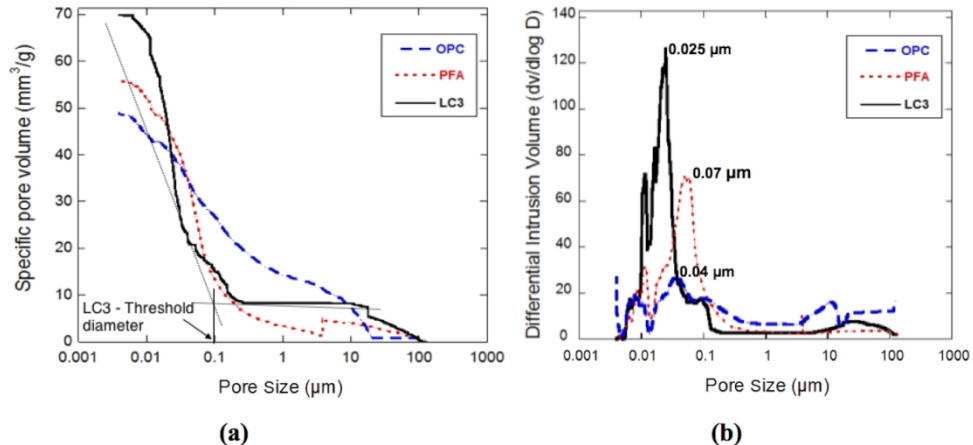 70
60
50
40
30
20
10
0
Specific pore volume (mm³/g)
OPC
PFA
LC3
LC3 - Threshold
diameter
0.001
0.01
0.1
1
10
100
1000
Pore Size (µm)
(a)
140
120
100
80
60
40
20
0
Differential Intrusion Volume (dv/dlog D)
0.025 µm
0.07 µm
0.04 µm
OPC
PFA
LC3
0.001
0.01
0.1
1
10
100
1000
Pore Size (µm)
(b)